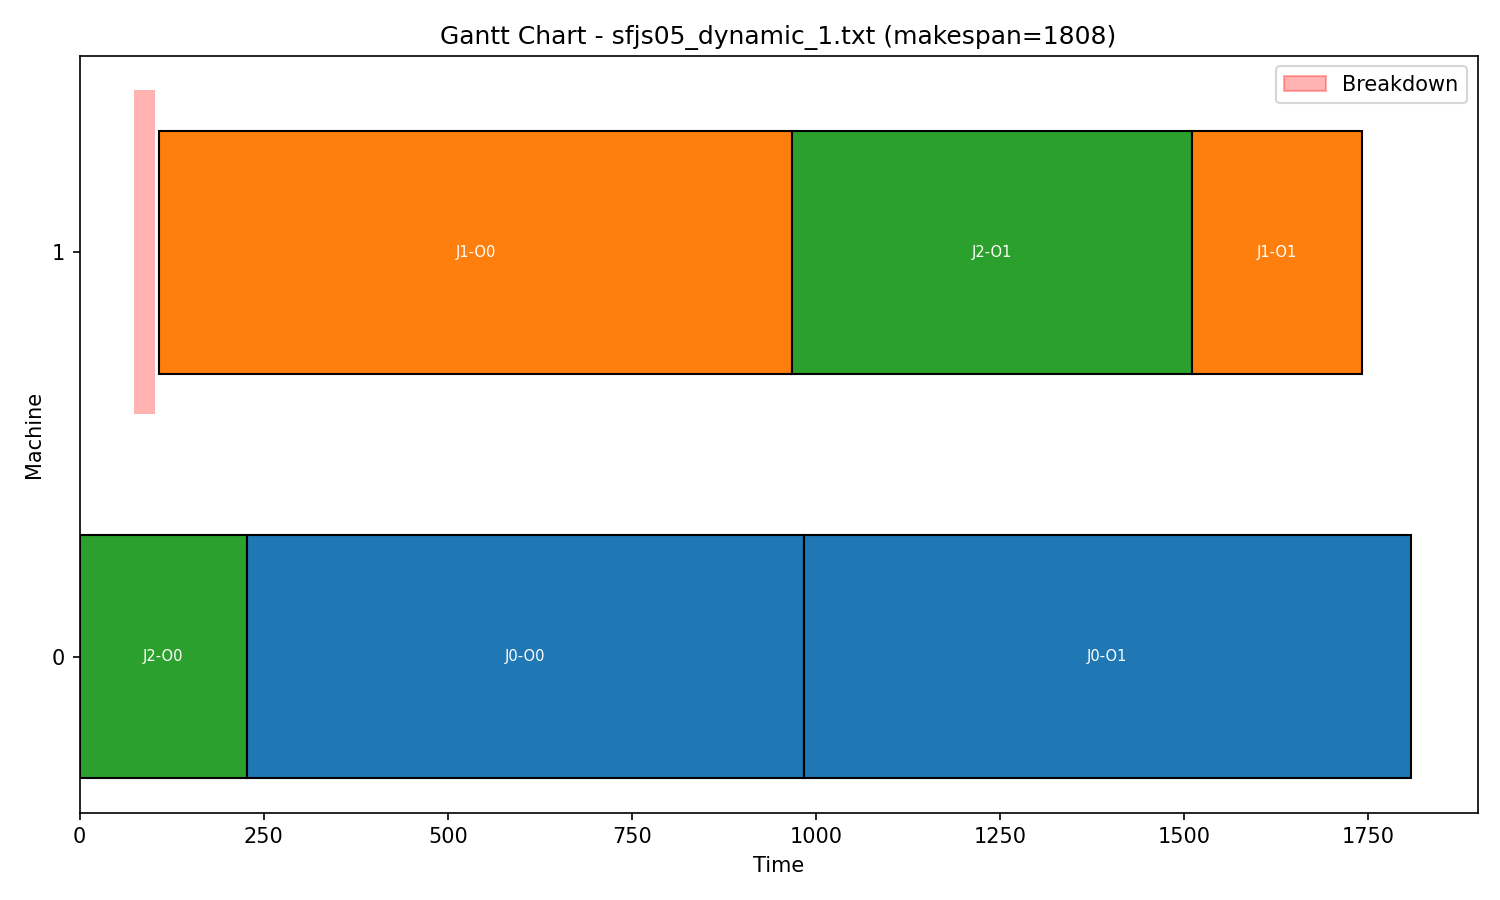 Gantt Chart - sfjs05_dynamic_1.txt (makespan=1808)
Breakdown
Machine
1
J1-O0
J2-O1
J1-O1
0
J2-O0
J0-O0
J0-O1
0
250
500
750
1000
1250
1500
1750
Time